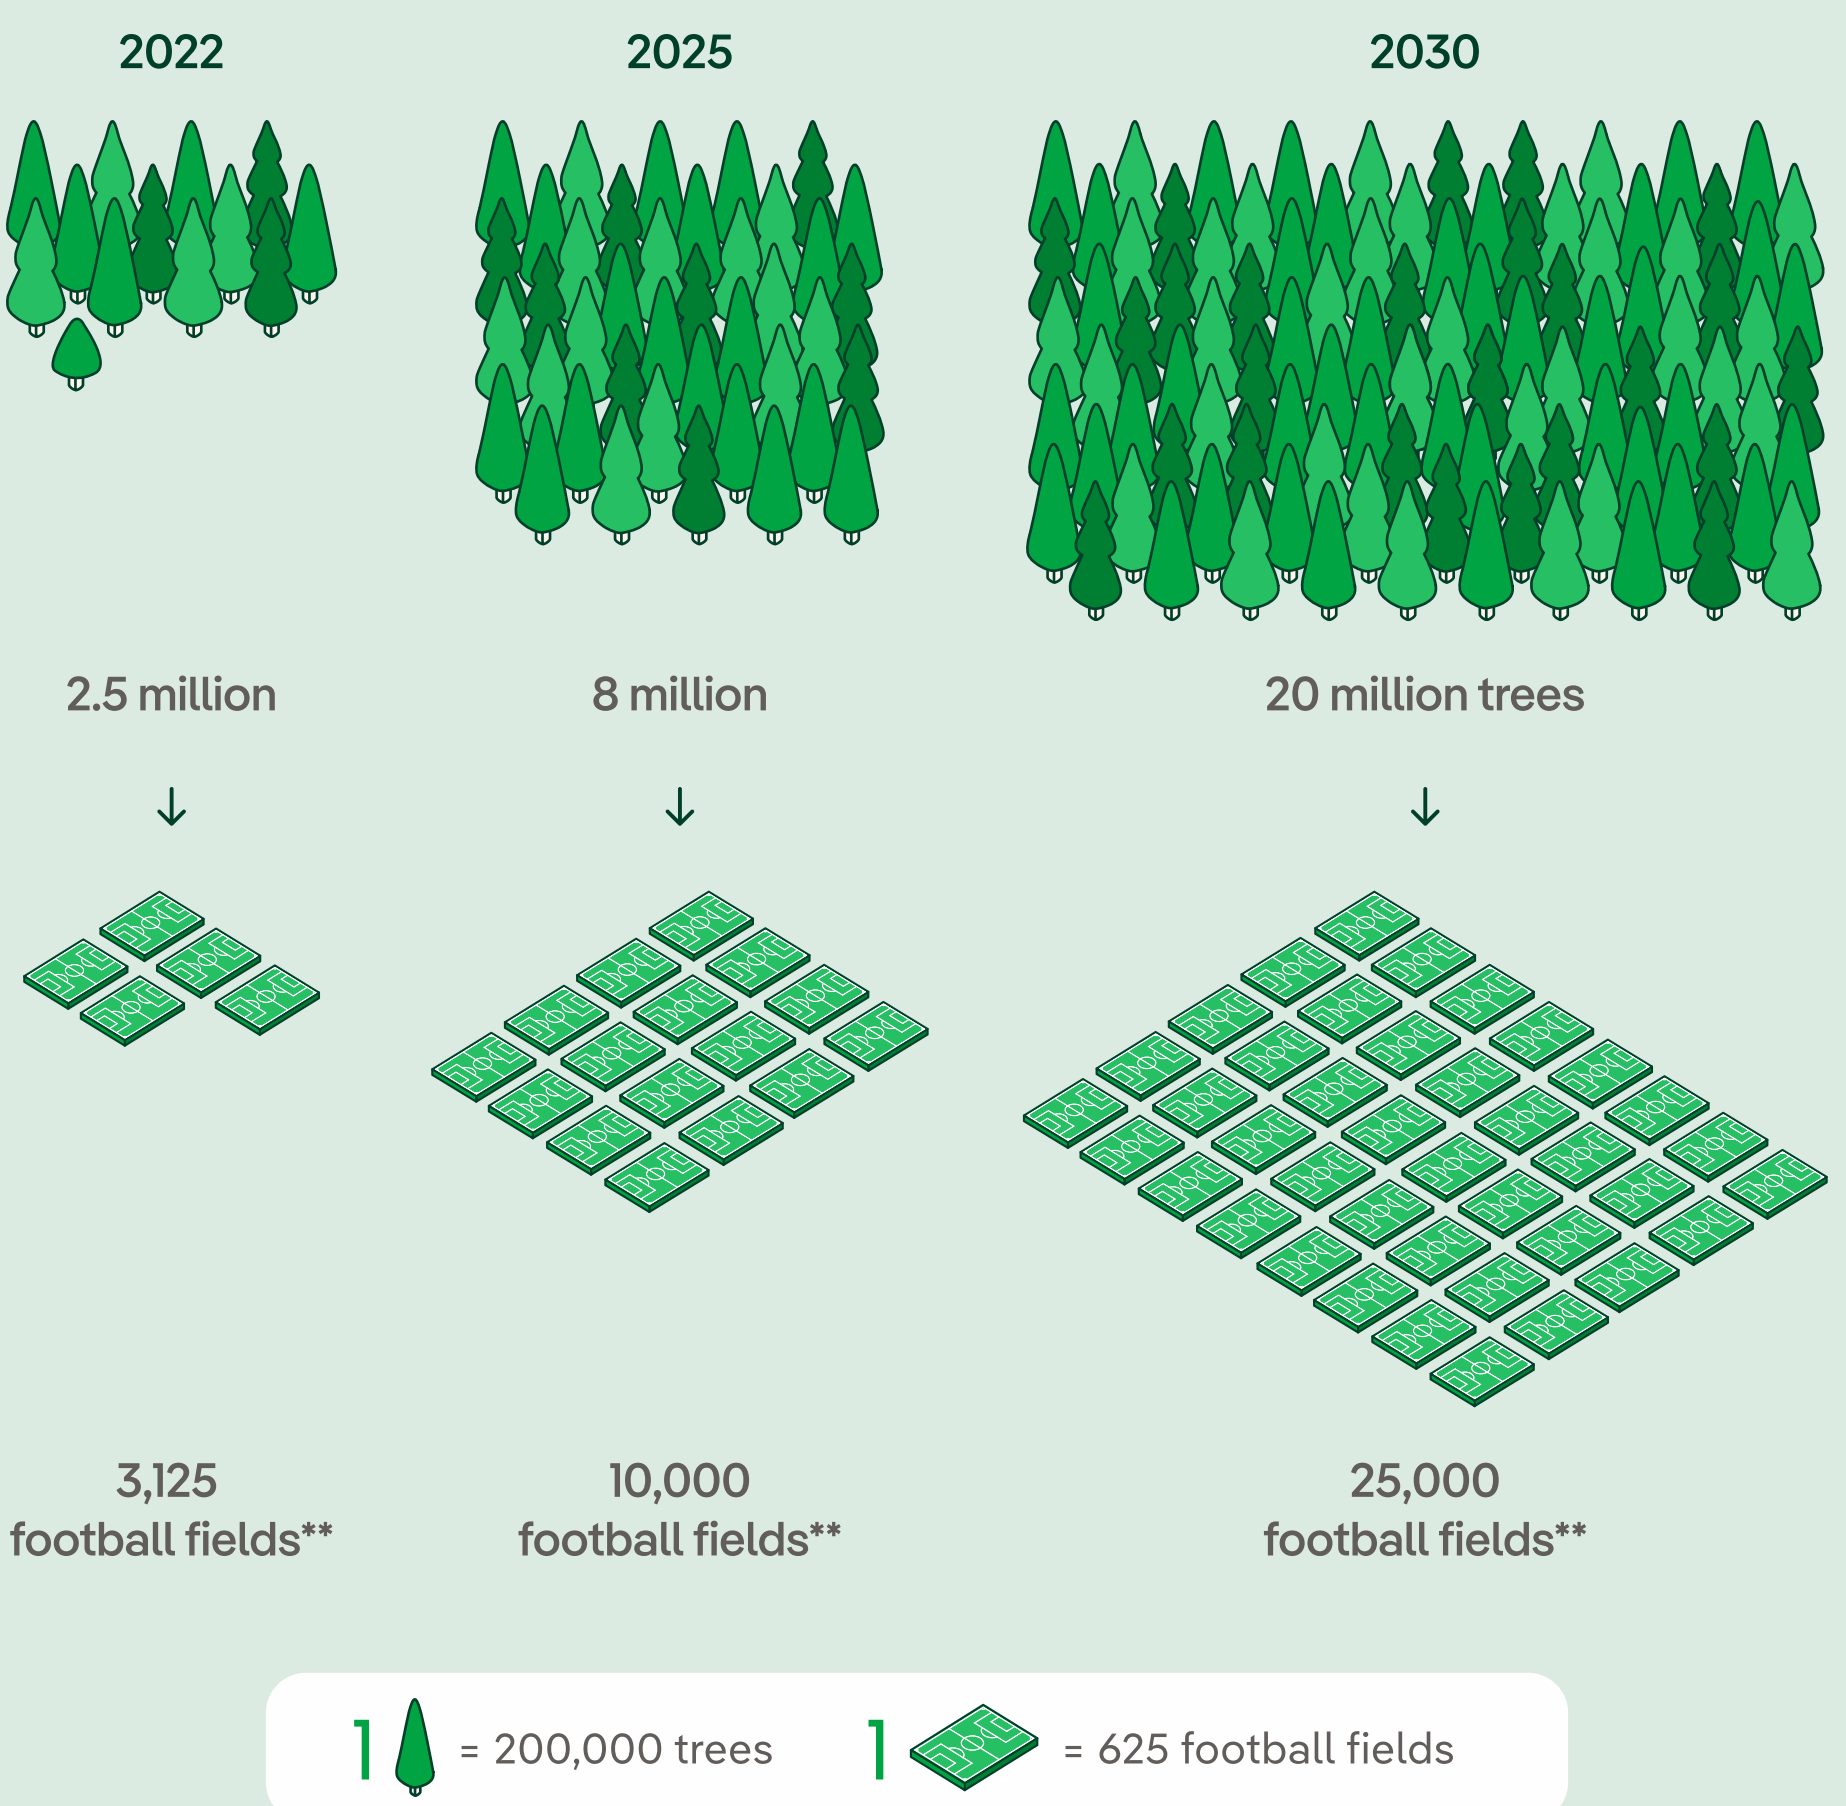 2022
2025
2030
2.5 million
8 million
20 million trees
3,125
football fields**
10,000
football fields**
25,000
football fields**
1 = 200,000 trees
1 = 625 football fields